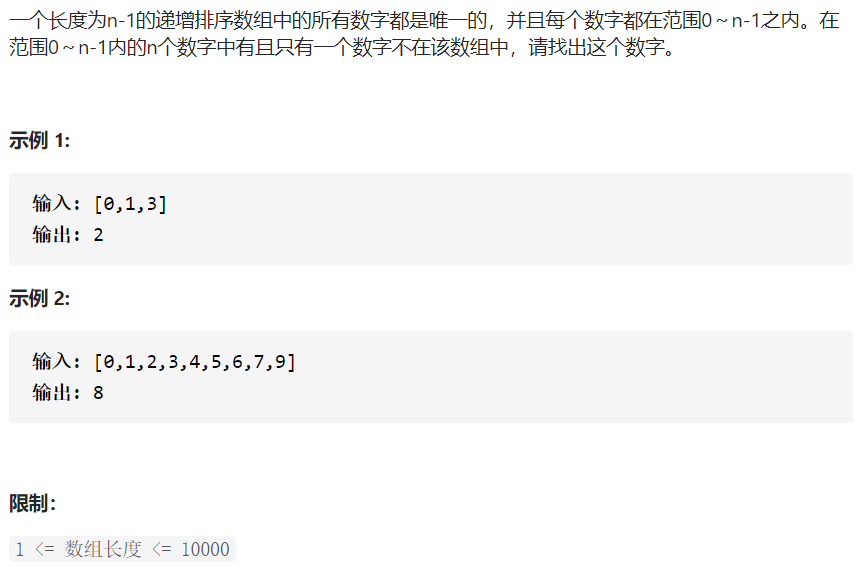 一个长度为n-1的递增排序数组中的所有数字都是唯一的，并且每个数字都在范围0～n-1之内。在
范围0～n-1内的n个数字中有且只有一个数字不在该数组中，请找出这个数字。
示例 1:
输入: [0,1,3]
输出: 2
示例 2:
输入: [0,1,2,3,4,5,6,7,9]
输出: 8
限制：
1 <= 数组长度 <= 10000